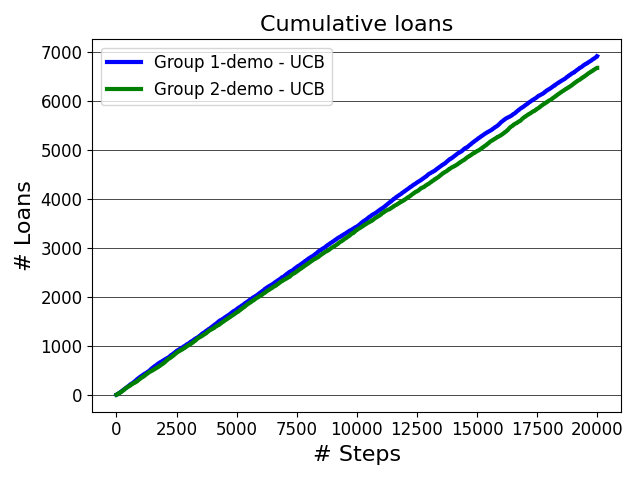 Cumulative loans
Group 1-demo - UCB
Group 2-demo - UCB
# Loans
7000
6000
5000
4000
3000
2000
1000
0
0 2500 5000 7500 10000 12500 15000 17500 20000
# Steps